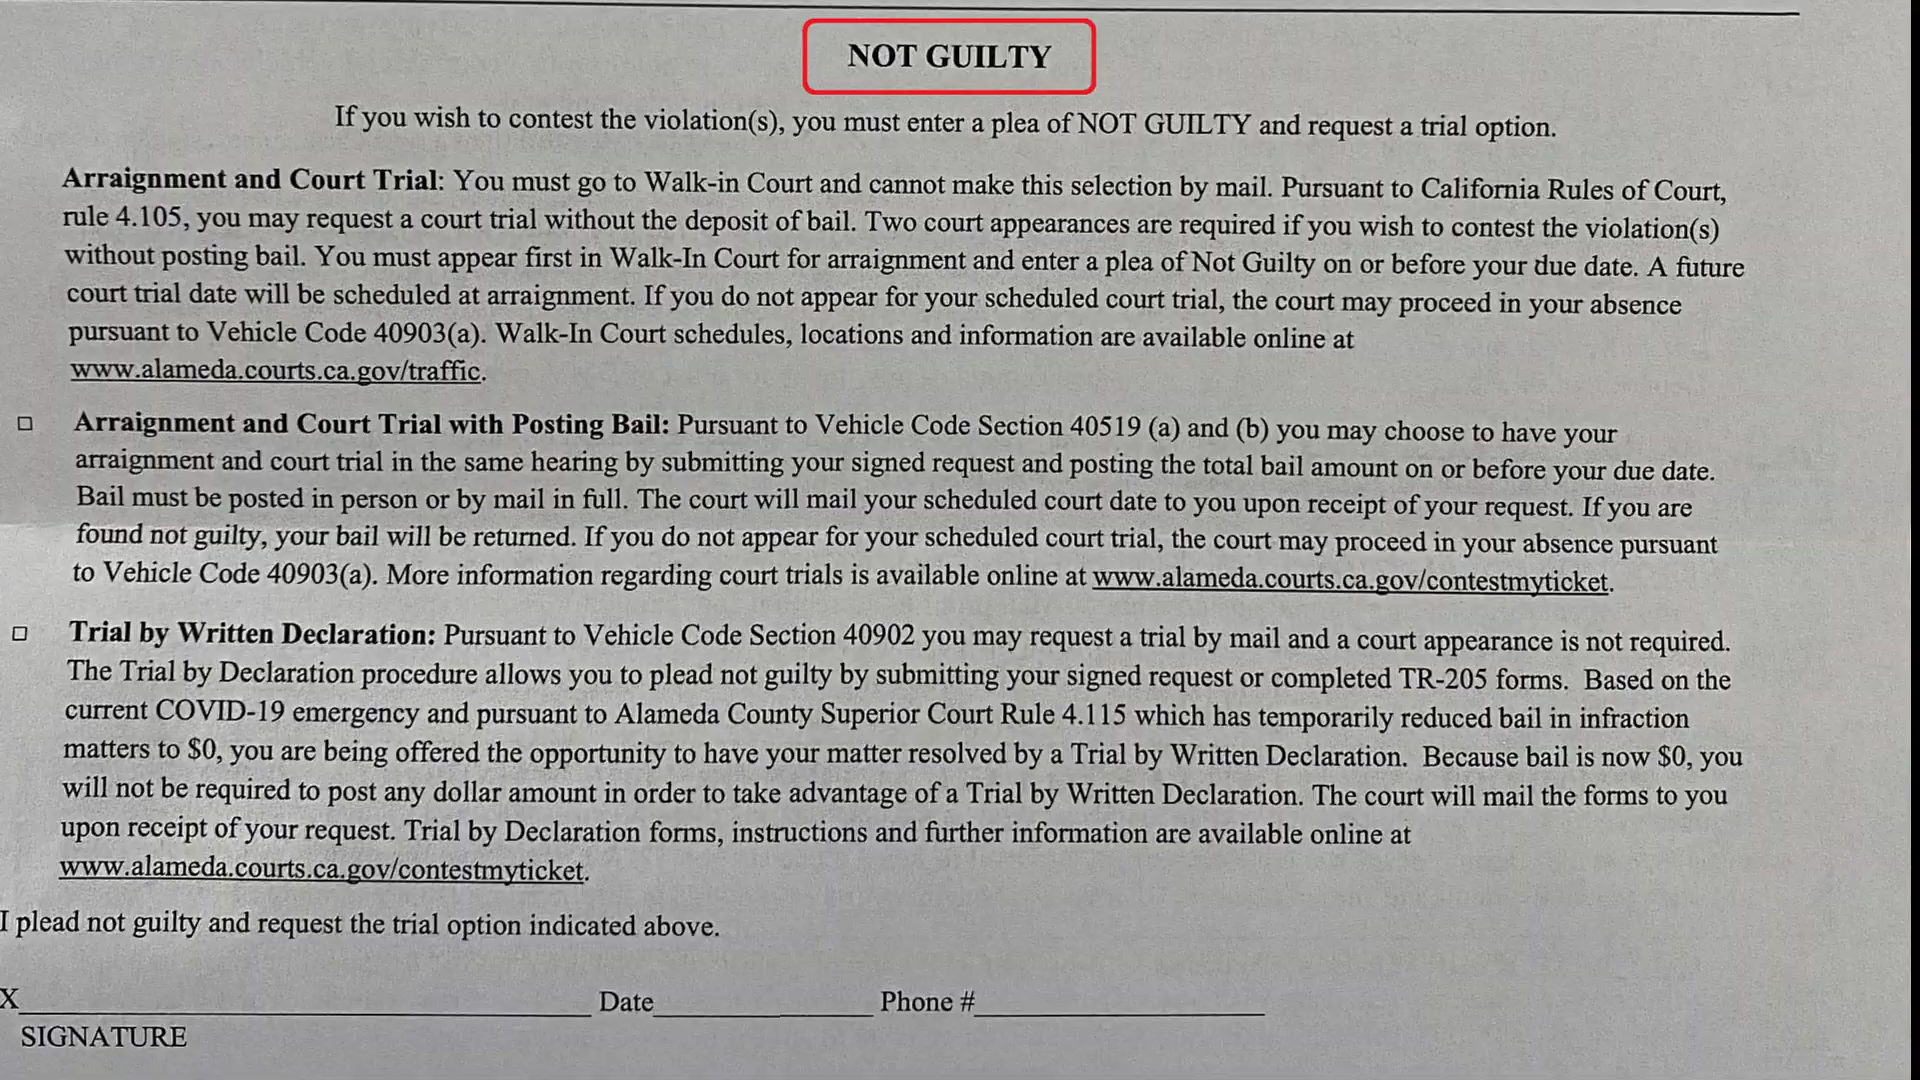 NOT GUILTY
If you wish to contest the violation(s), you must enter a plea of NOT GUILTY and request a trial option.
Arraignment and Court Trial: You must go to Walk-in Court and cannot make this selection by mail. Pursuant to California Rules of Court,
rule 4.105, you may request a court trial without the deposit of bail. Two court appearances are required if you wish to contest the violation(s)
without posting bail. You must appear first in Walk-In Court for arraignment and enter a plea of Not Guilty on or before your due date. A future
court trial date will be scheduled at arraignment. If you do not appear for your scheduled court trial, the court may proceed in your absence
pursuant to Vehicle Code 40903(a). Walk-In Court schedules, locations and information are available online at
www.alameda.courts.ca.gov/traffic.
□ Arraignment and Court Trial with Posting Bail: Pursuant to Vehicle Code Section 40519 (a) and (b) you may choose to have your
arraignment and court trial in the same hearing by submitting your signed request and posting the total bail amount on or before your due date.
Bail must be posted in person or by mail in full. The court will mail your scheduled court date to you upon receipt of your request. If you are
found not guilty, your bail will be returned. If you do not appear for your scheduled court trial, the court may proceed in your absence pursuant
to Vehicle Code 40903(a). More information regarding court trials is available online at www.alameda.courts.ca.gov/contestmyticket.
□ Trial by Written Declaration: Pursuant to Vehicle Code Section 40902 you may request a trial by mail and a court appearance is not required.
The Trial by Declaration procedure allows you to plead not guilty by submitting your signed request or completed TR-205 forms. Based on the
current COVID-19 emergency and pursuant to Alameda County Superior Court Rule 4.115 which has temporarily reduced bail in infraction
matters to $0, you are being offered the opportunity to have your matter resolved by a Trial by Written Declaration. Because bail is now $0, you
will not be required to post any dollar amount in order to take advantage of a Trial by Written Declaration. The court will mail the forms to you
upon receipt of your request. Trial by Declaration forms, instructions and further information are available online at
www.alameda.courts.ca.gov/contestmyticket.
I plead not guilty and request the trial option indicated above.
X Date Phone #
SIGNATURE